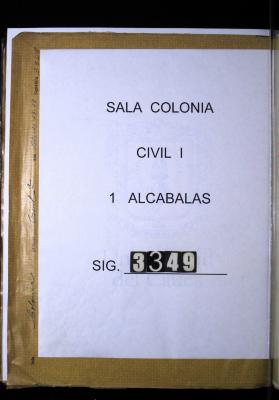 SALA COLONIA
CIVIL I
1 ALCABALAS
SIG. 3349